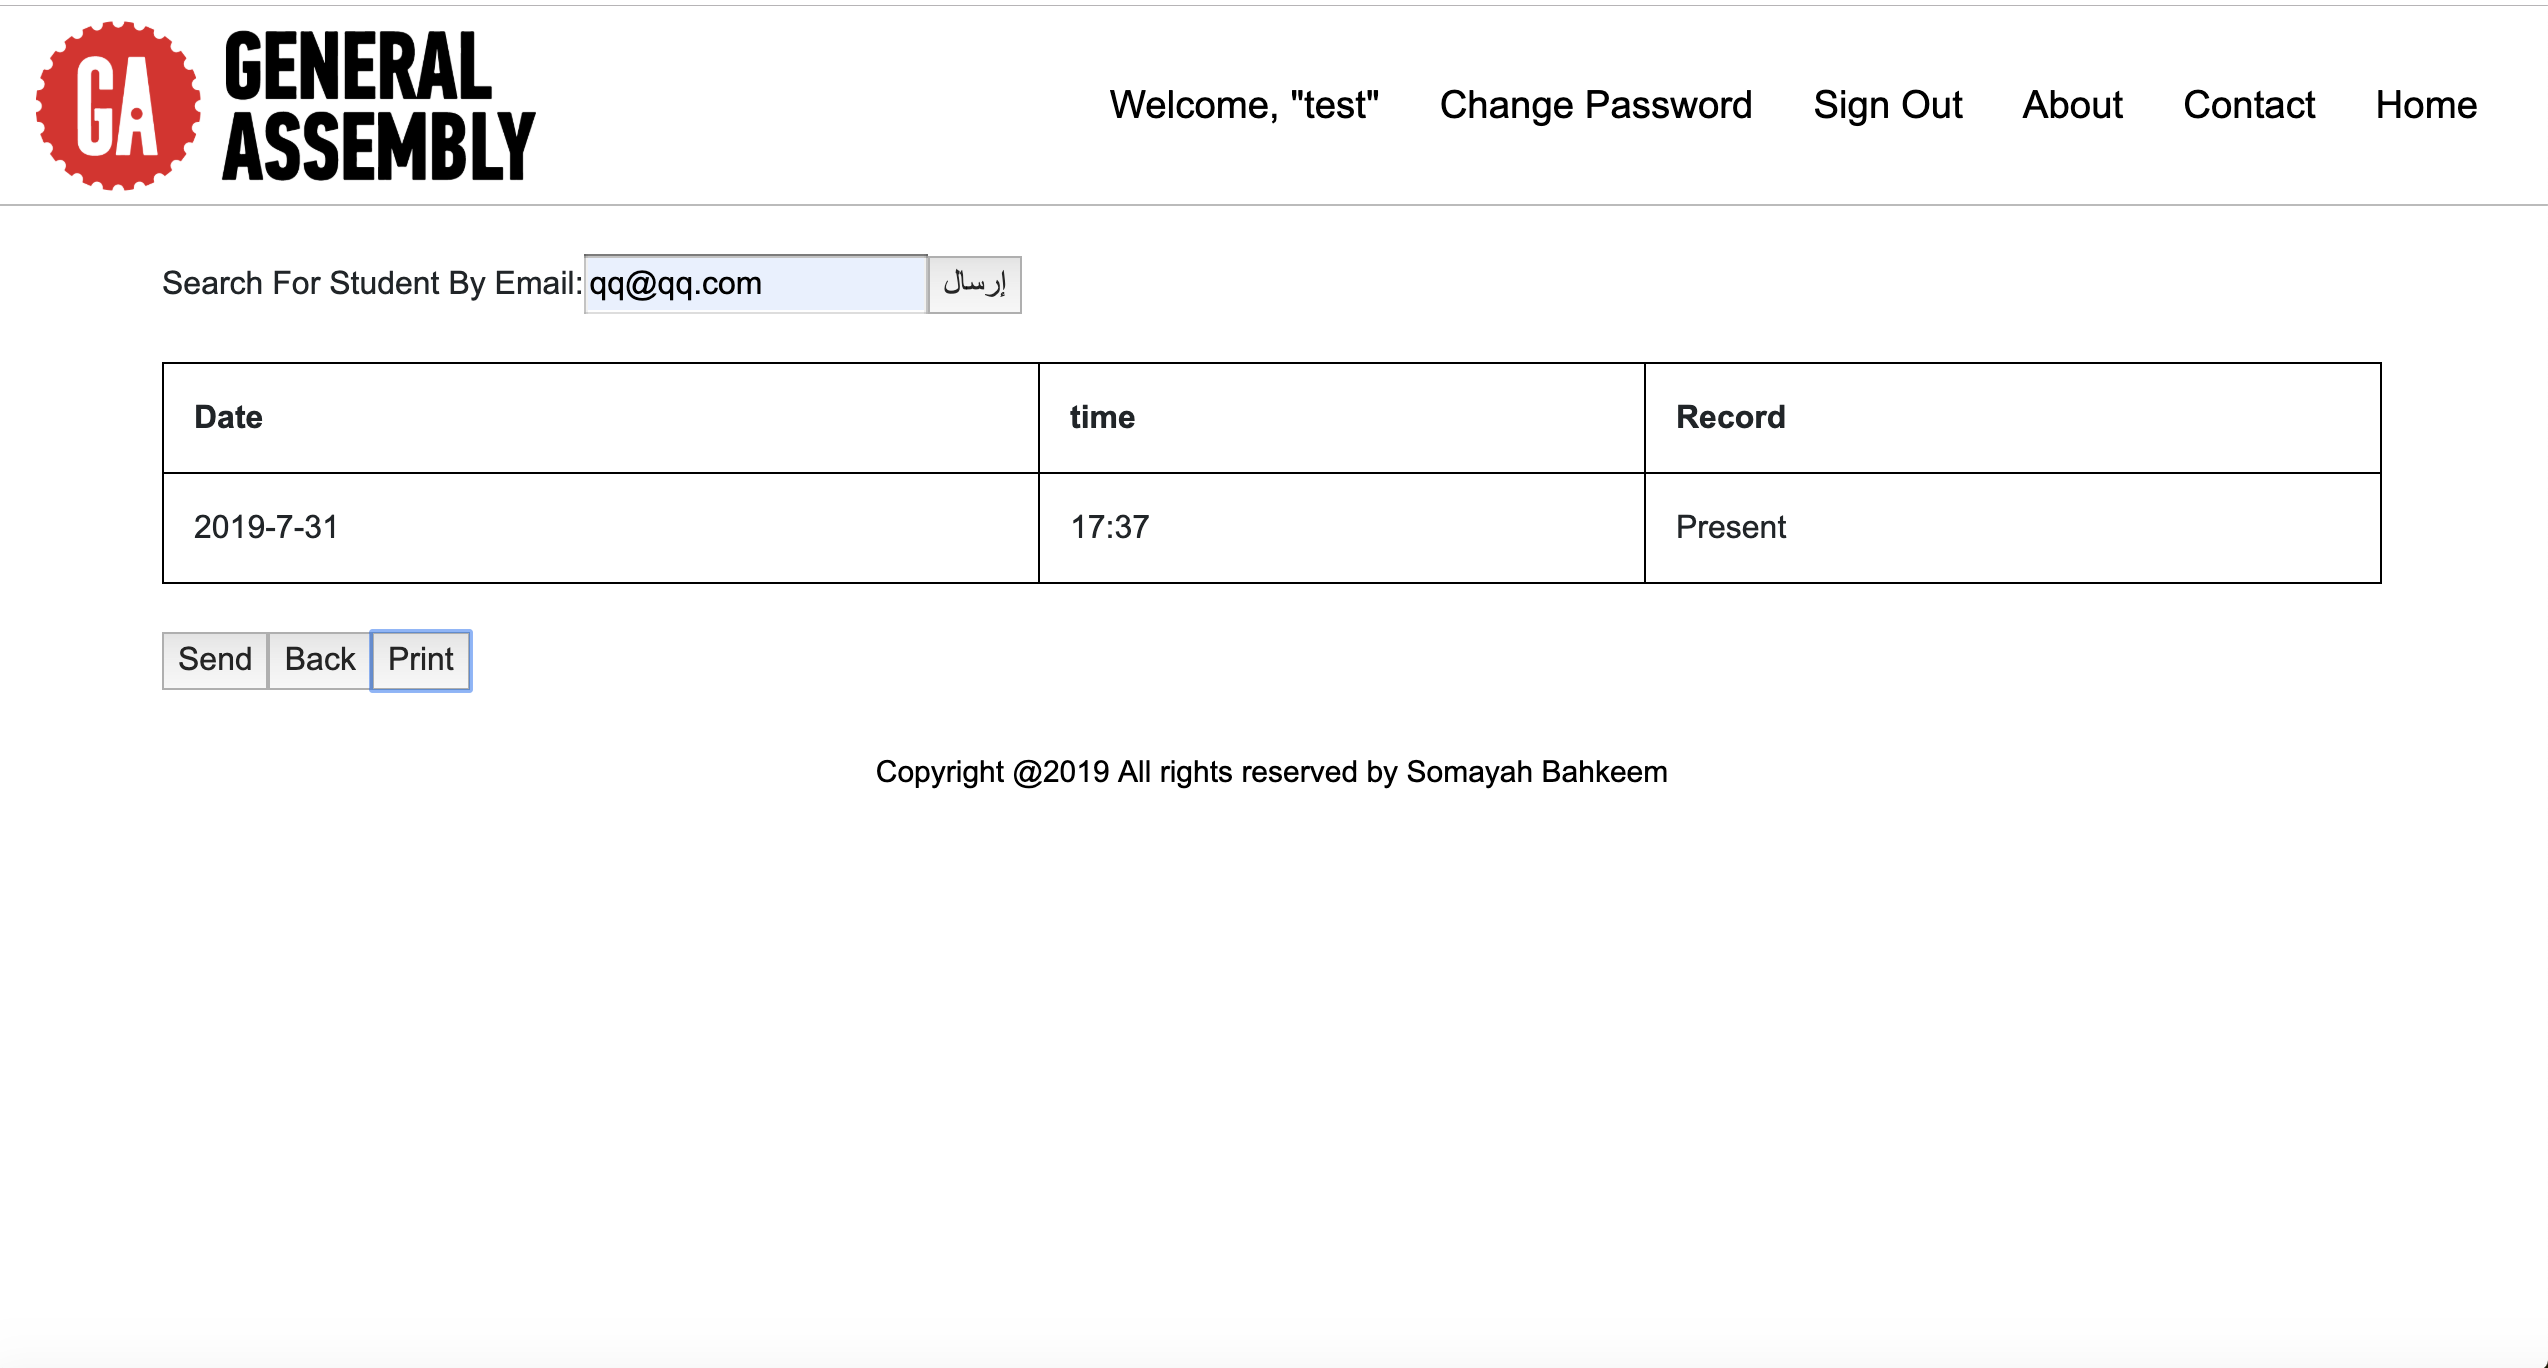 GA GENERAL
ASSEMBLY
Welcome, "test" Change Password Sign Out About Contact Home
Search For Student By Email: qq@qq.com إرسال
Date time Record
2019-7-31 17:37 Present
Send Back Print
Copyright @2019 All rights reserved by Somayah Bahkeem